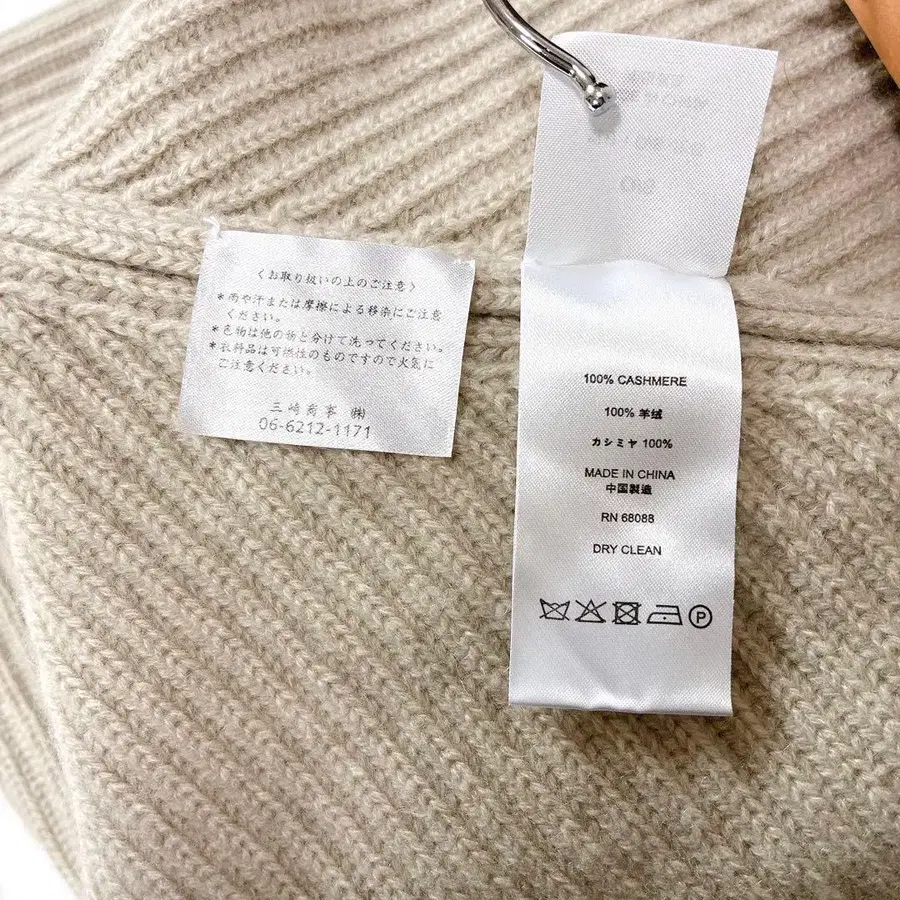 〈お取り扱いの上のご注意〉
*雨や汗または摩擦による移染にご注意
ください。
*色物は他の物と分けて洗ってください。
*衣料品は可燃性のものですので火気に
ご注意ください。
三崎商事 ㈱
06-6212-1171
100% CASHMERE
100% 羊绒
カシミヤ 100%
MADE IN CHINA
中国製造
RN 68088
DRY CLEAN
P